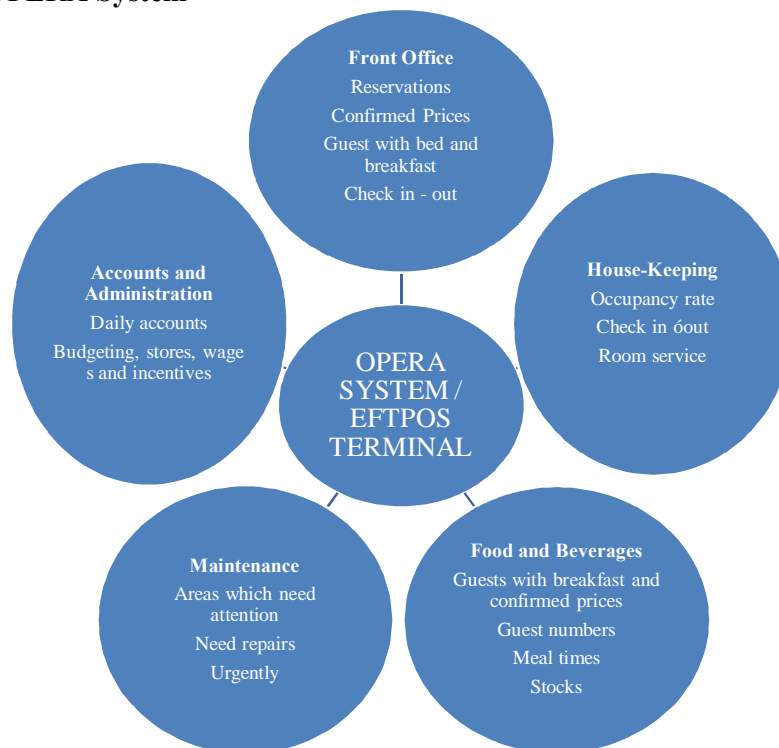 System
Front Office
Reservations
Confirmed Prices
Guest with bed and
breakfast
Check in - out
Accounts and
Administration
Daily accounts
Budgeting, stores, wage
s and incentives
House-Keeping
Occupancy rate
Check in óout
Room service
OPERA
SYSTEM /
EFTPOS
TERMINAL
Maintenance
Areas which need
attention
Need repairs
Urgently
Food and Beverages
Guests with breakfast and
confirmed prices
Guest numbers
Meal times
Stocks